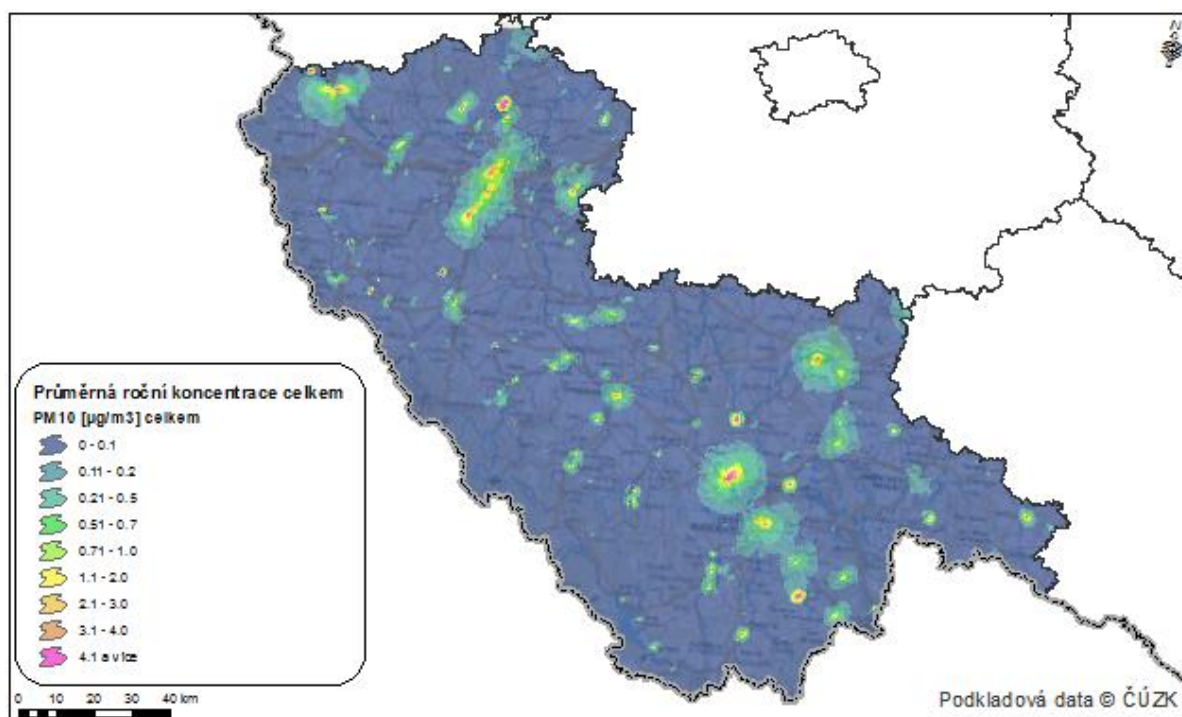 Průměrná roční koncentrace celkem
PM10 [µg/m3] celkem
0 - 0.1
0.11 - 0.2
0.21 - 0.5
0.51 - 0.7
0.71 - 1.0
1.1 - 2.0
2.1 - 3.0
3.1 - 4.0
4.1 a více
0 10 20 30 40 km
Podkladová data © ČÚZK